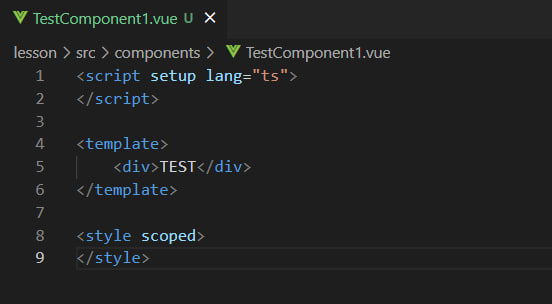 TestComponent1.vue U ×
lesson > src > components > TestComponent1.vue
1 <script setup lang="ts">
2 </script>
3
4 <template>
5     <div>TEST</div>
6 </template>
7
8 <style scoped>
9 </style>